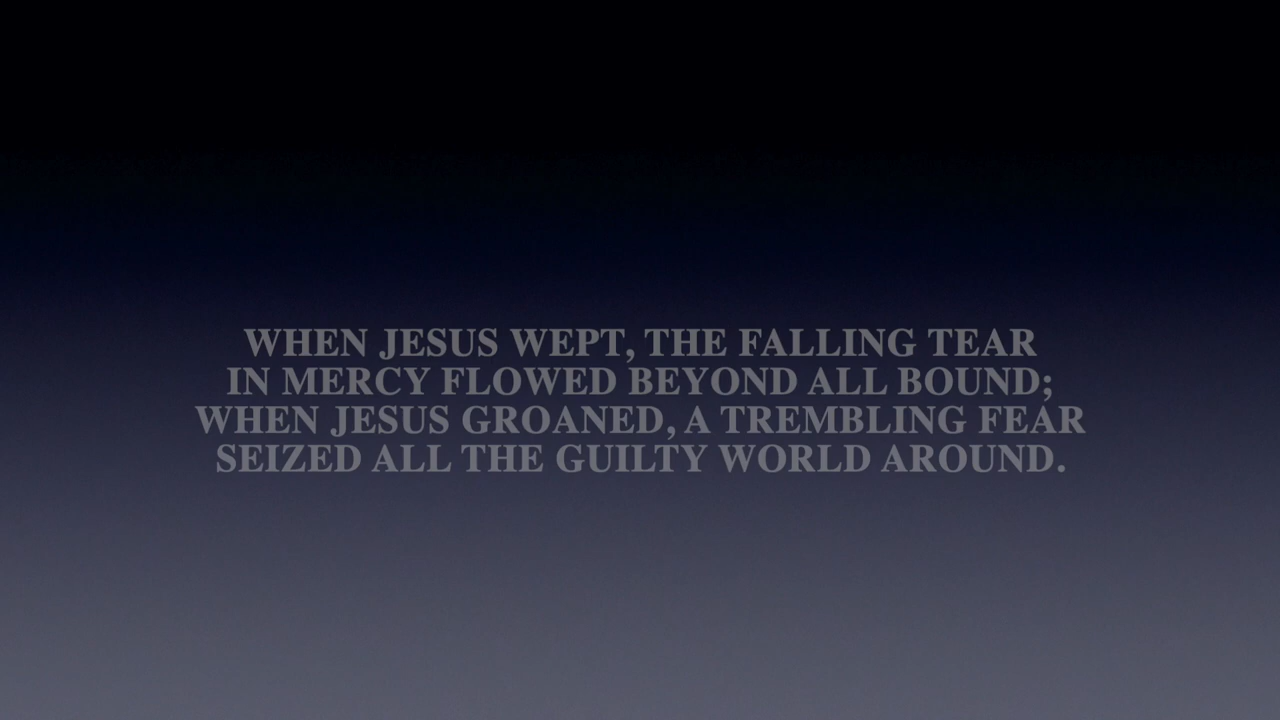 WHEN JESUS WEPT, THE FALLING TEAR
IN MERCY FLOWED BEYOND ALL BOUND;
WHEN JESUS GROANED, A TREMBLING FEAR
SEIZED ALL THE GUILTY WORLD AROUND.